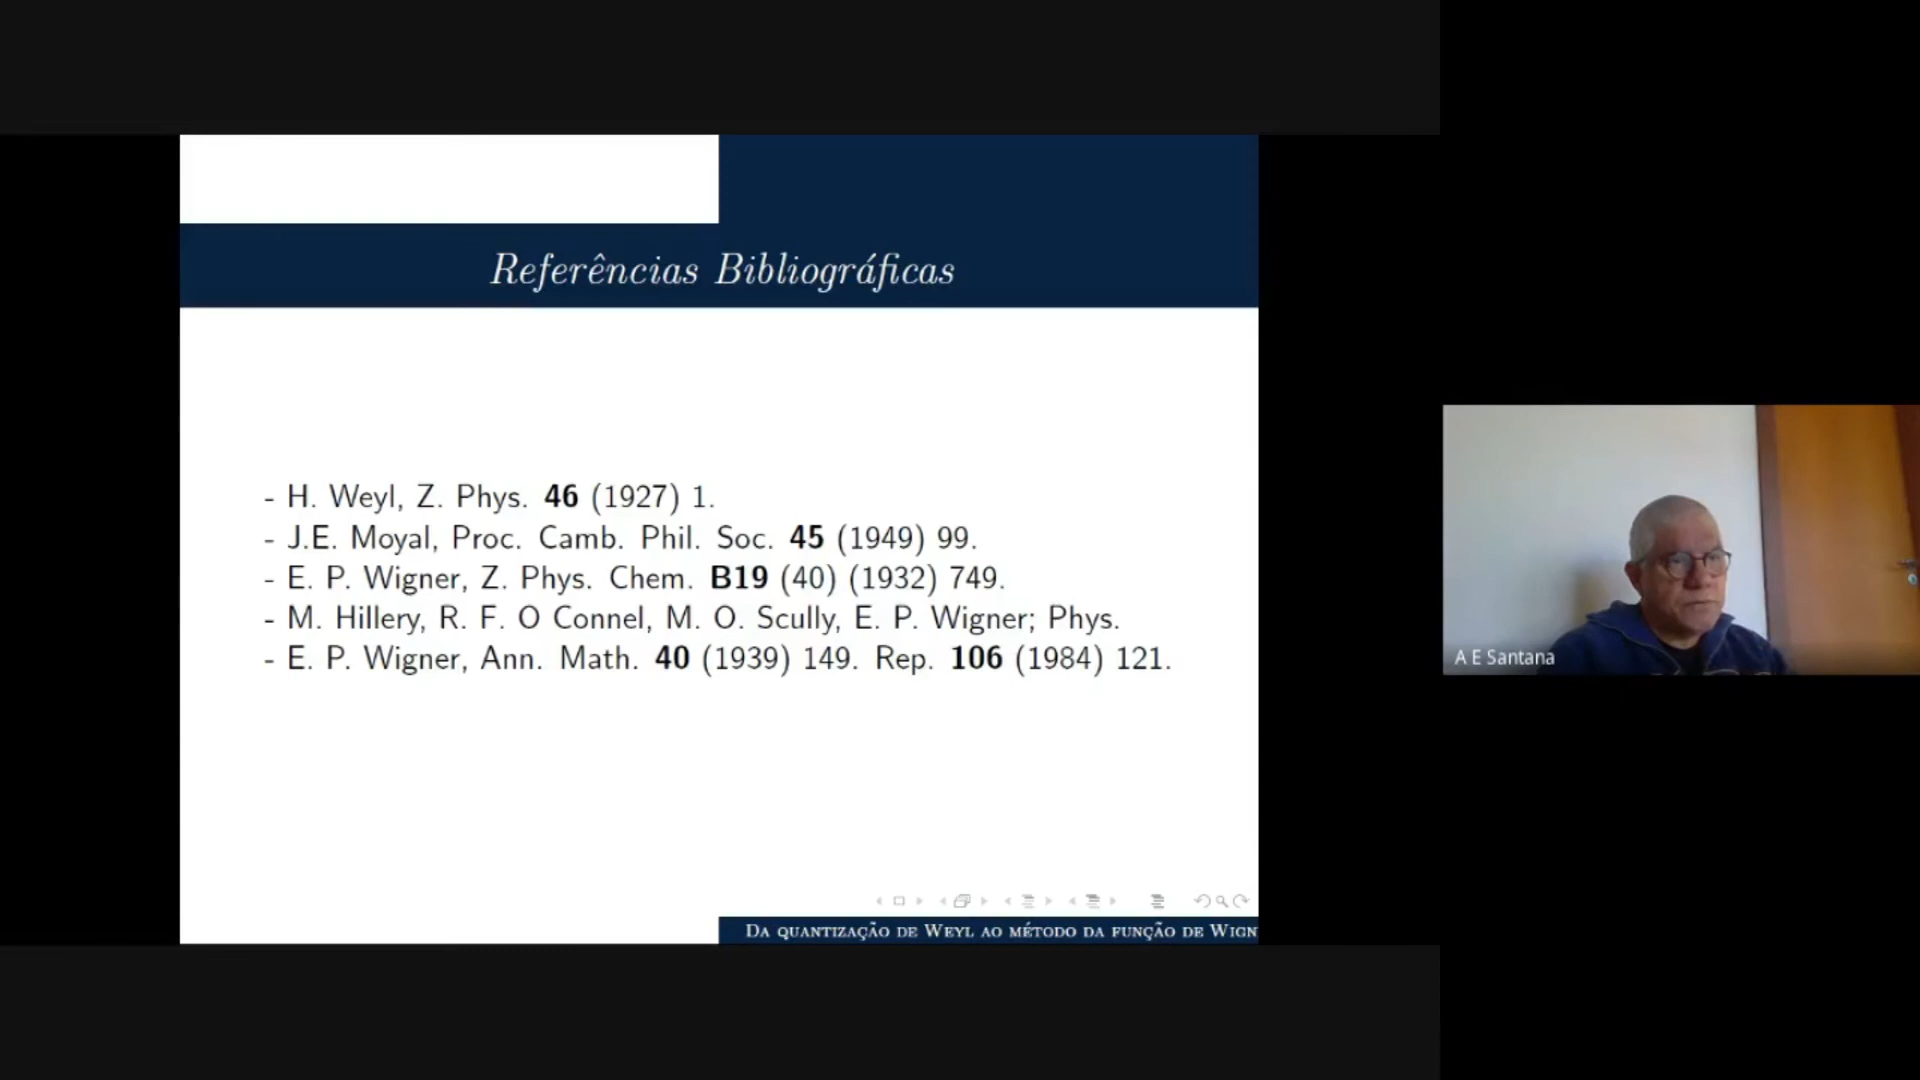 Referências Bibliográficas
- H. Weyl, Z. Phys. 46 (1927) 1.
- J.E. Moyal, Proc. Camb. Phil. Soc. 45 (1949) 99.
- E. P. Wigner, Z. Phys. Chem. B19 (40) (1932) 749.
- M. Hillery, R. F. O Connel, M. O. Scully, E. P. Wigner; Phys.
- E. P. Wigner, Ann. Math. 40 (1939) 149. Rep. 106 (1984) 121.
Da quantização de Weyl ao método da função de Wign
A E Santana